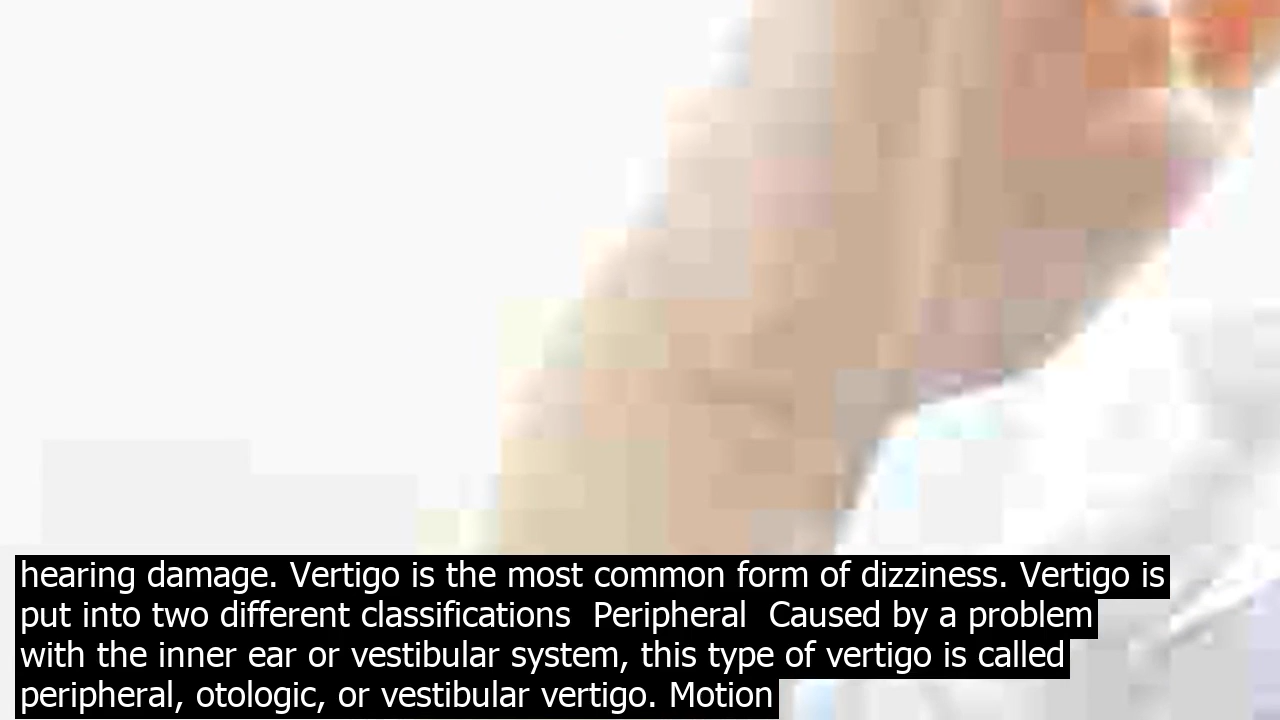 hearing damage. Vertigo is the most common form of dizziness. Vertigo is
put into two different classifications  Peripheral  Caused by a problem
with the inner ear or vestibular system, this type of vertigo is called
peripheral, otologic, or vestibular vertigo. Motion